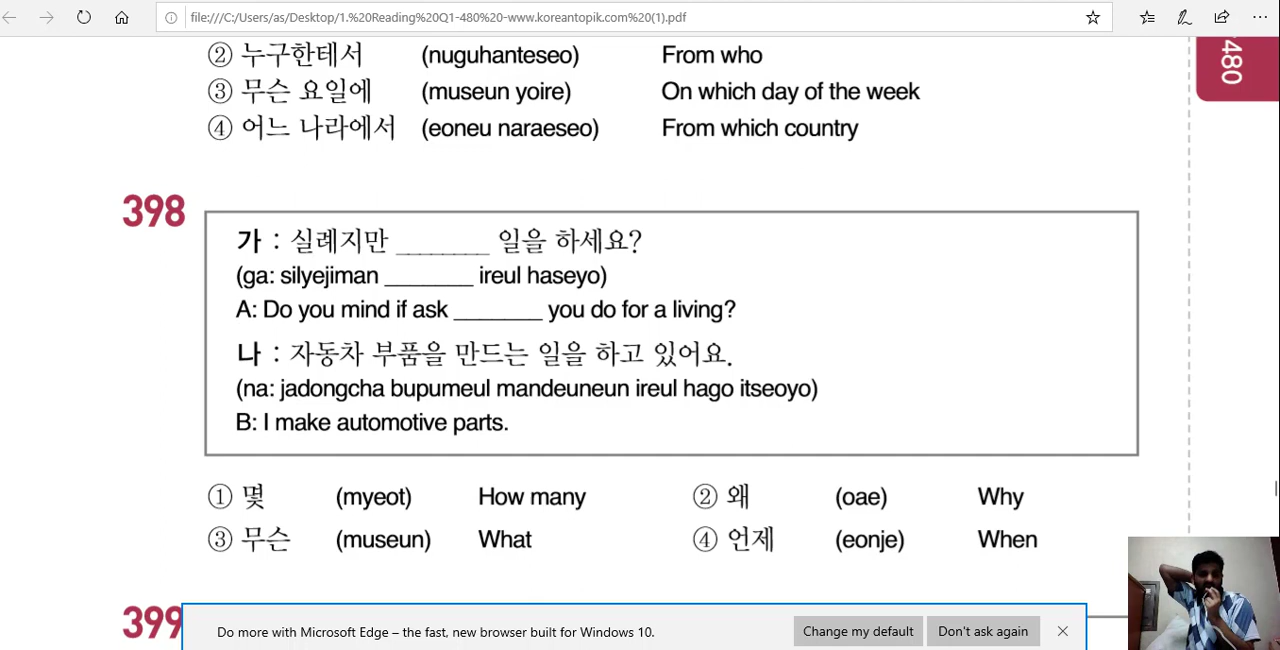 file:///C:/Users/as/Desktop/1.%20Reading%20Q1-480%20-www.koreantopik.com%20(1).pdf
480
② 누구한테서 (nuguhanteseo) From who
③ 무슨 요일에 (museun yoire) On which day of the week
④ 어느 나라에서 (eoneu naraeseo) From which country
398
가 : 실례지만 ________ 일을 하세요?
(ga: silyejiman _______ ireul haseyo)
A: Do you mind if ask _______ you do for a living?
나 : 자동차 부품을 만드는 일을 하고 있어요.
(na: jadongcha bupumeul mandeuneun ireul hago itseoyo)
B: I make automotive parts.
① 몇 (myeot) How many ② 왜 (oae) Why
③ 무슨 (museun) What ④ 언제 (eonje) When
399
Do more with Microsoft Edge – the fast, new browser built for Windows 10. Change my default Don't ask again